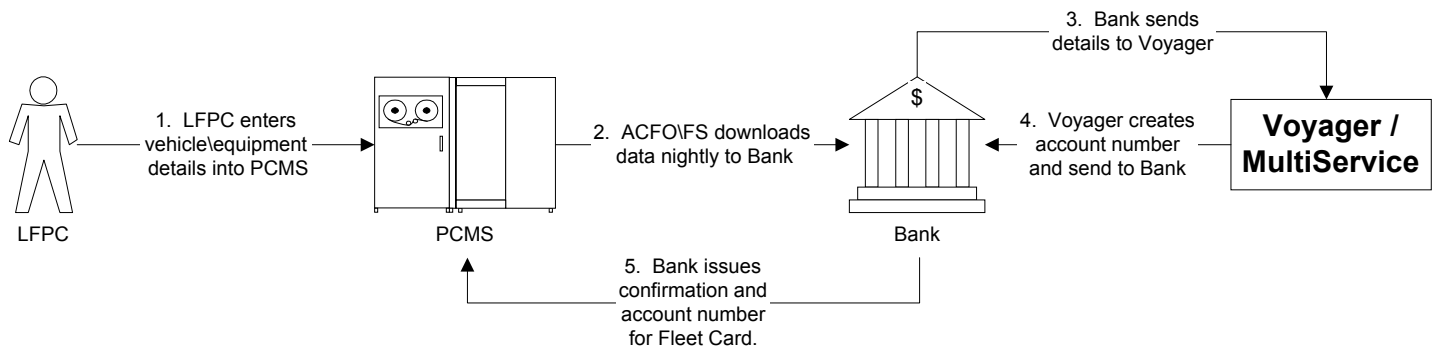 3. Bank sends
details to Voyager
$
1. LFPC enters
vehicle\equipment
details into PCMS
2. ACFO\FS downloads
data nightly to Bank
4. Voyager creates
account number
and send to Bank
Voyager /
MultiService
LFPC
PCMS
Bank
5. Bank issues
confirmation and
account number
for Fleet Card.